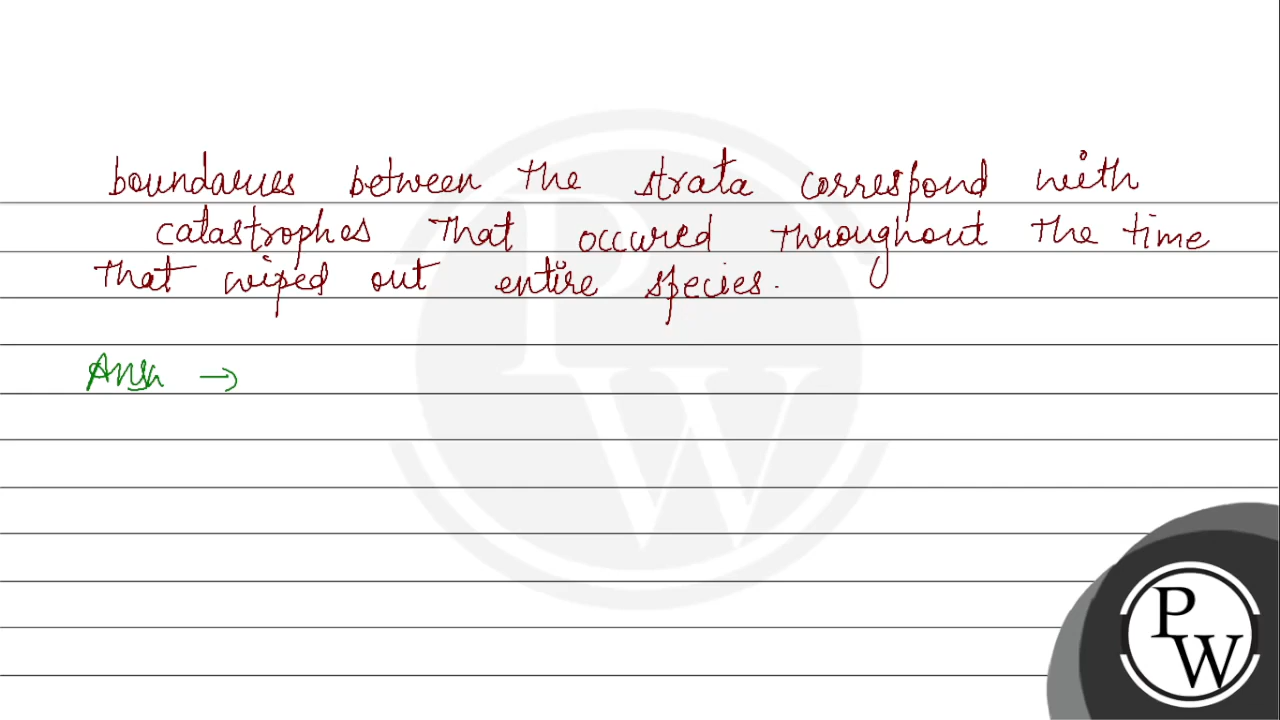 boundaries between the strata correspond with
catastrophes that occured throughout the time
that wiped out entire species.
Ans →
P
W
P
W